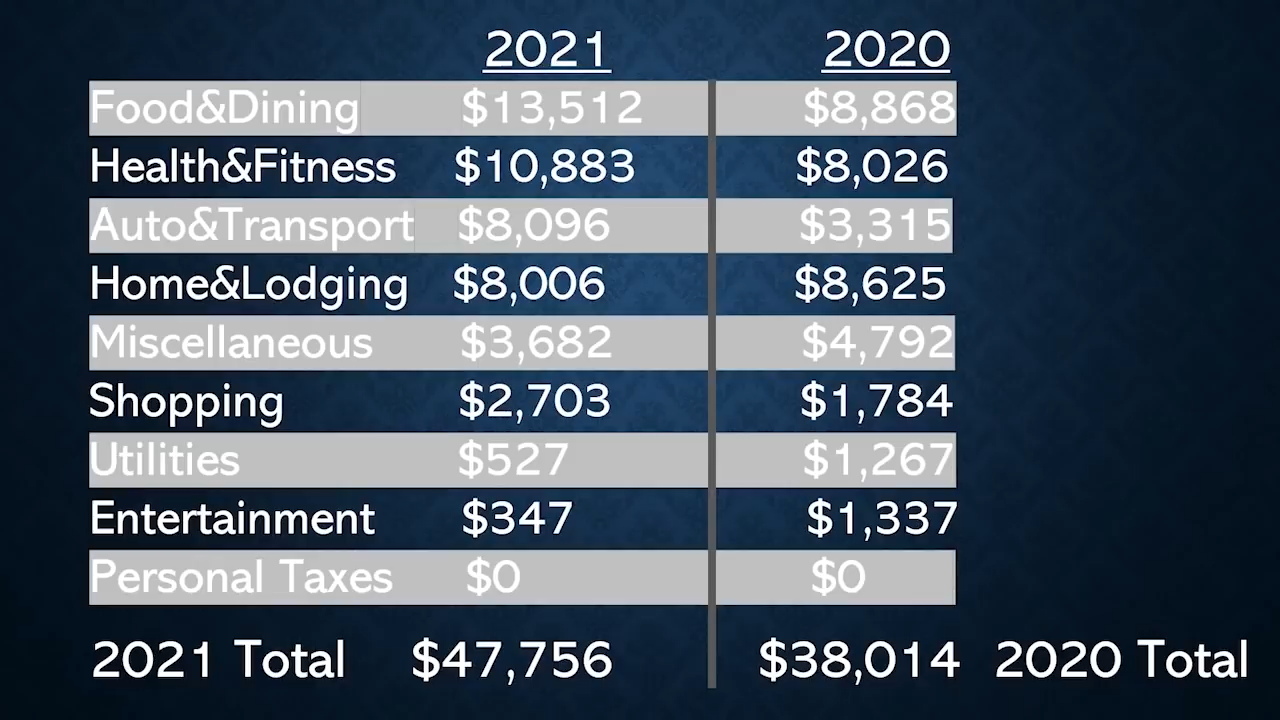 2021 2020
Food&Dining $13,512 $8,868
Health&Fitness $10,883 $8,026
Auto&Transport $8,096 $3,315
Home&Lodging $8,006 $8,625
Miscellaneous $3,682 $4,792
Shopping $2,703 $1,784
Utilities $527 $1,267
Entertainment $347 $1,337
Personal Taxes $0 $0
2021 Total $47,756 $38,014 2020 Total